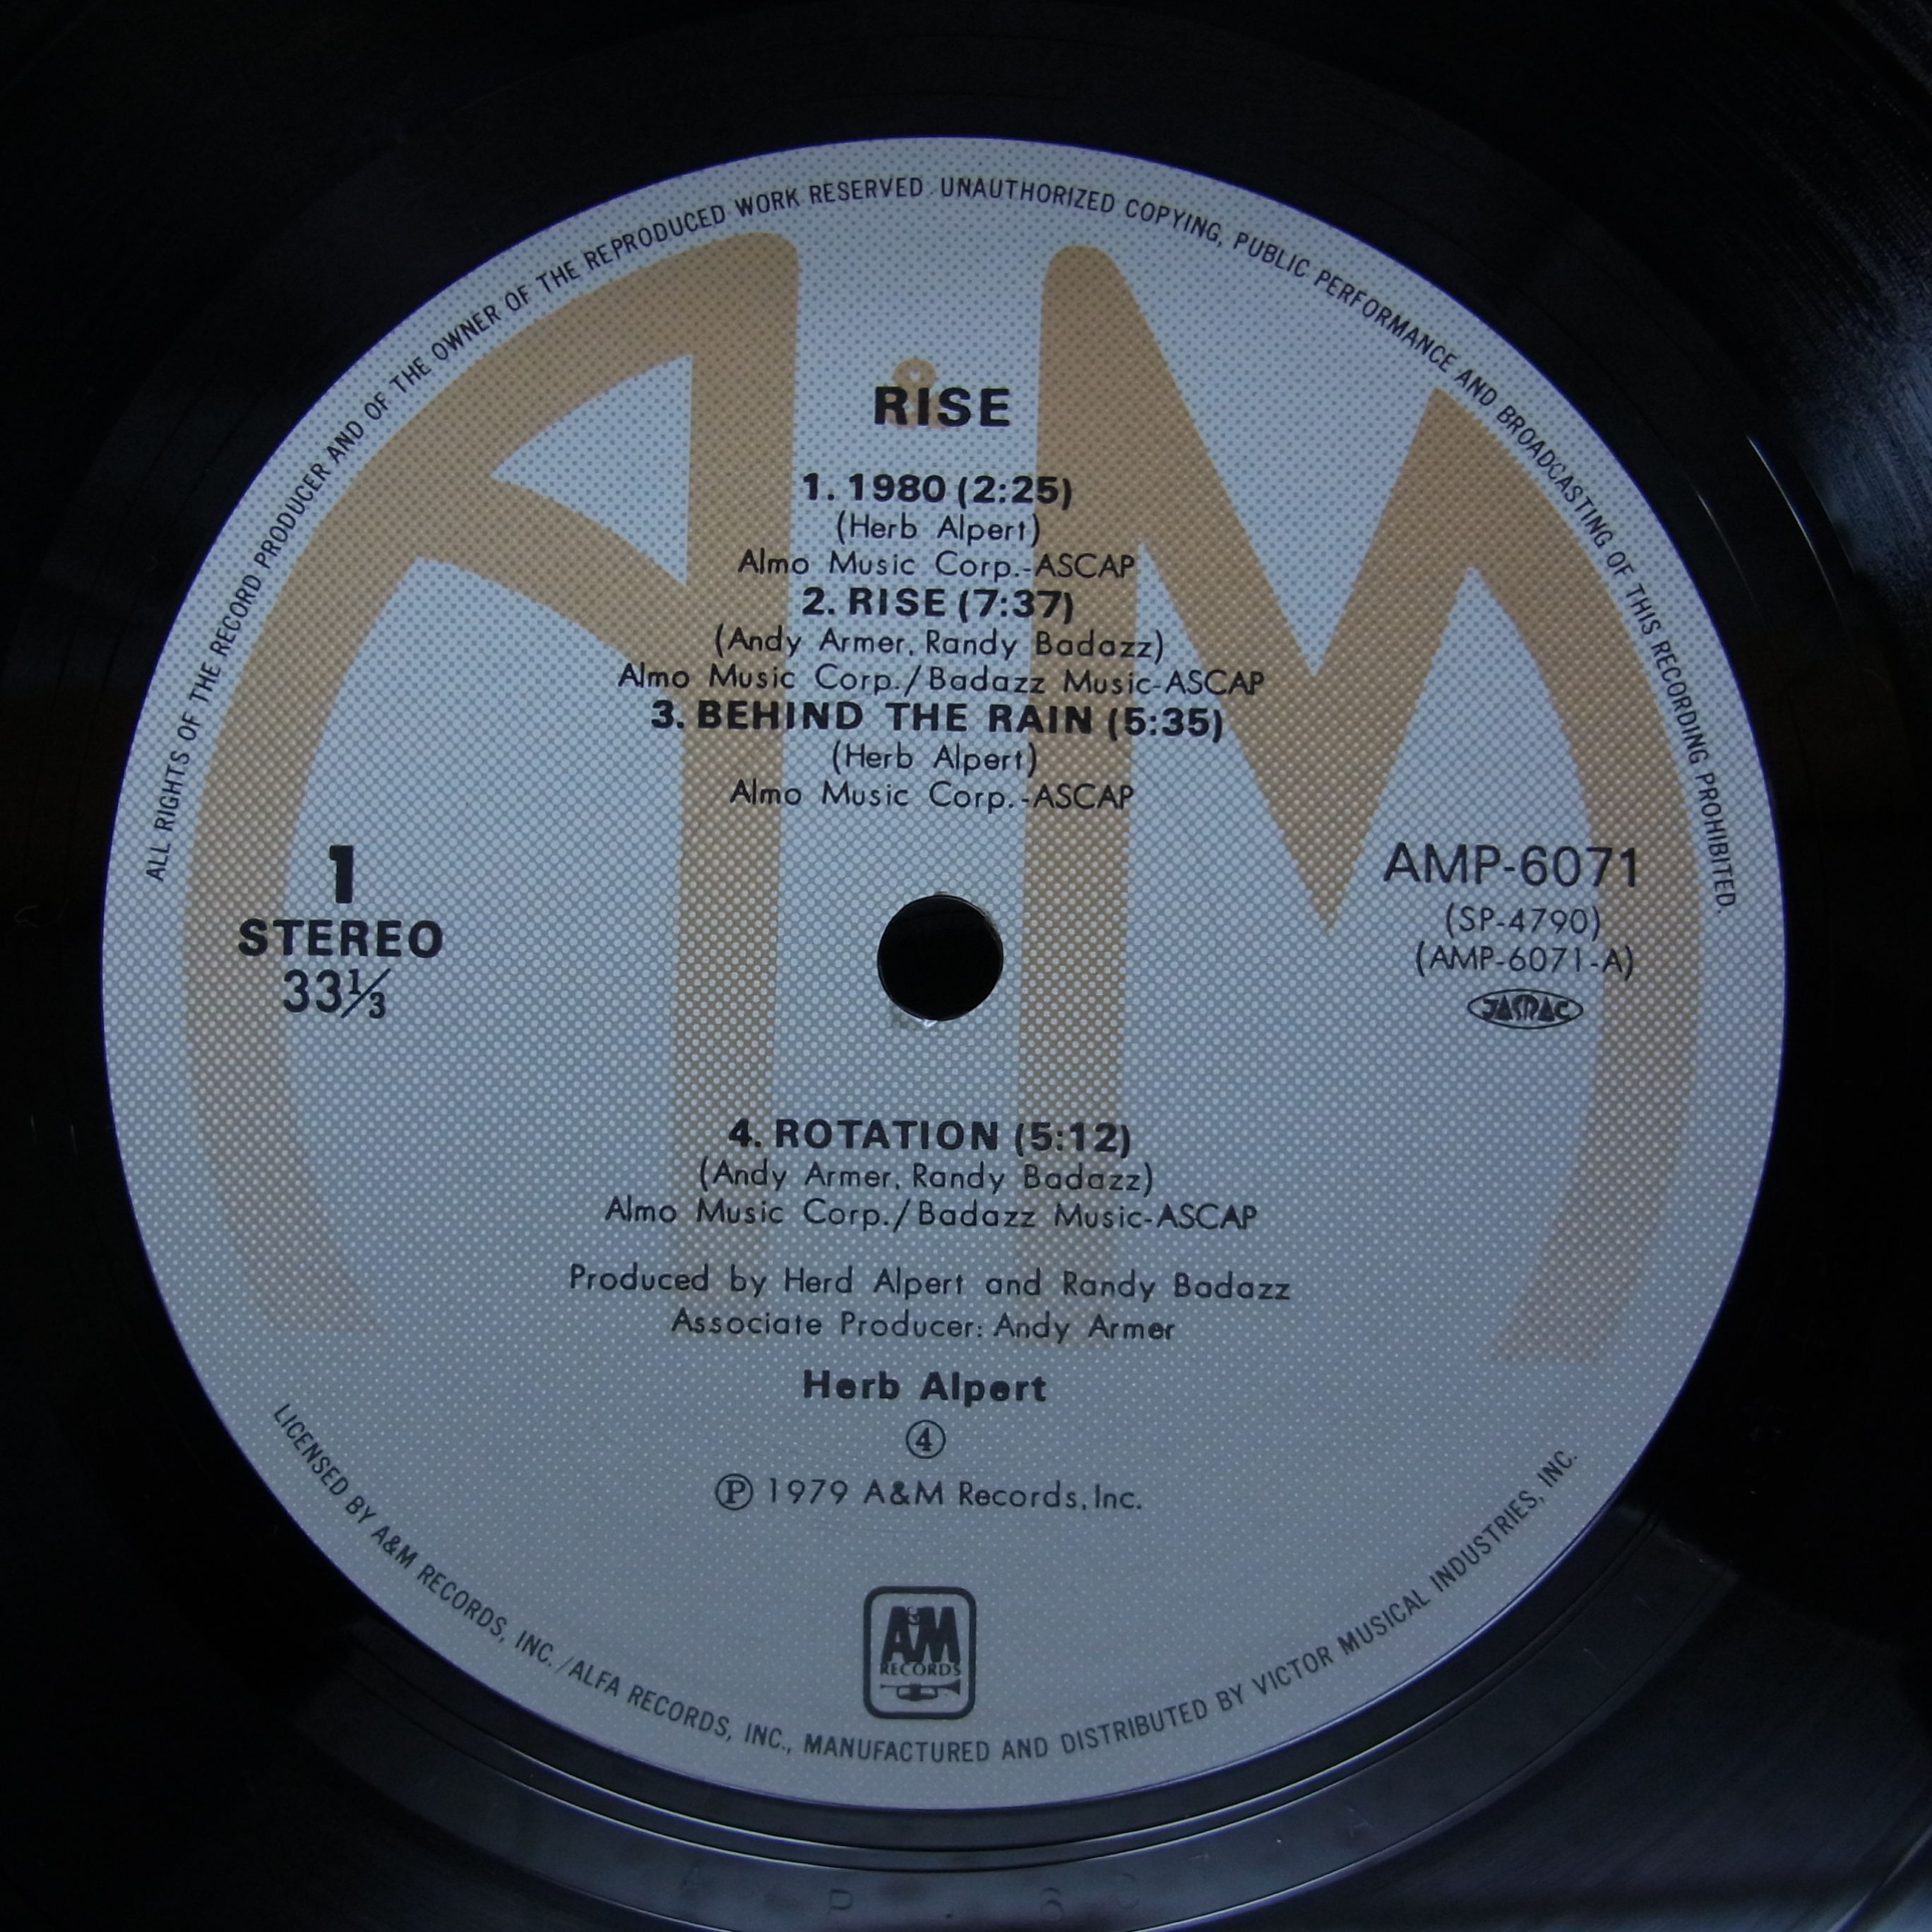 ALL RIGHTS OF THE RECORD PRODUCER AND OF THE OWNER OF THE REPRODUCED WORK RESERVED. UNAUTHORIZED COPYING, PUBLIC PERFORMANCE AND BROADCASTING OF THIS RECORDING PROHIBITED.
A&M
RISE
1. 1980 (2:25)
(Herb Alpert)
Almo Music Corp.-ASCAP
2. RISE (7:37)
(Andy Armer, Randy Badazz)
Almo Music Corp./Badazz Music-ASCAP
3. BEHIND THE RAIN (5:35)
(Herb Alpert)
Almo Music Corp.-ASCAP
1
STEREO
33⅓
AMP-6071
(SP-4790)
(AMP-6071-A)
JASRAC
4. ROTATION (5:12)
(Andy Armer, Randy Badazz)
Almo Music Corp./Badazz Music-ASCAP
Produced by Herd Alpert and Randy Badazz
Associate Producer: Andy Armer
Herb Alpert
④
Ⓟ 1979 A&M Records, Inc.
A&M
RECORDS
LICENSED BY A&M RECORDS, INC./ALFA RECORDS, INC., MANUFACTURED AND DISTRIBUTED BY VICTOR MUSICAL INDUSTRIES, INC.